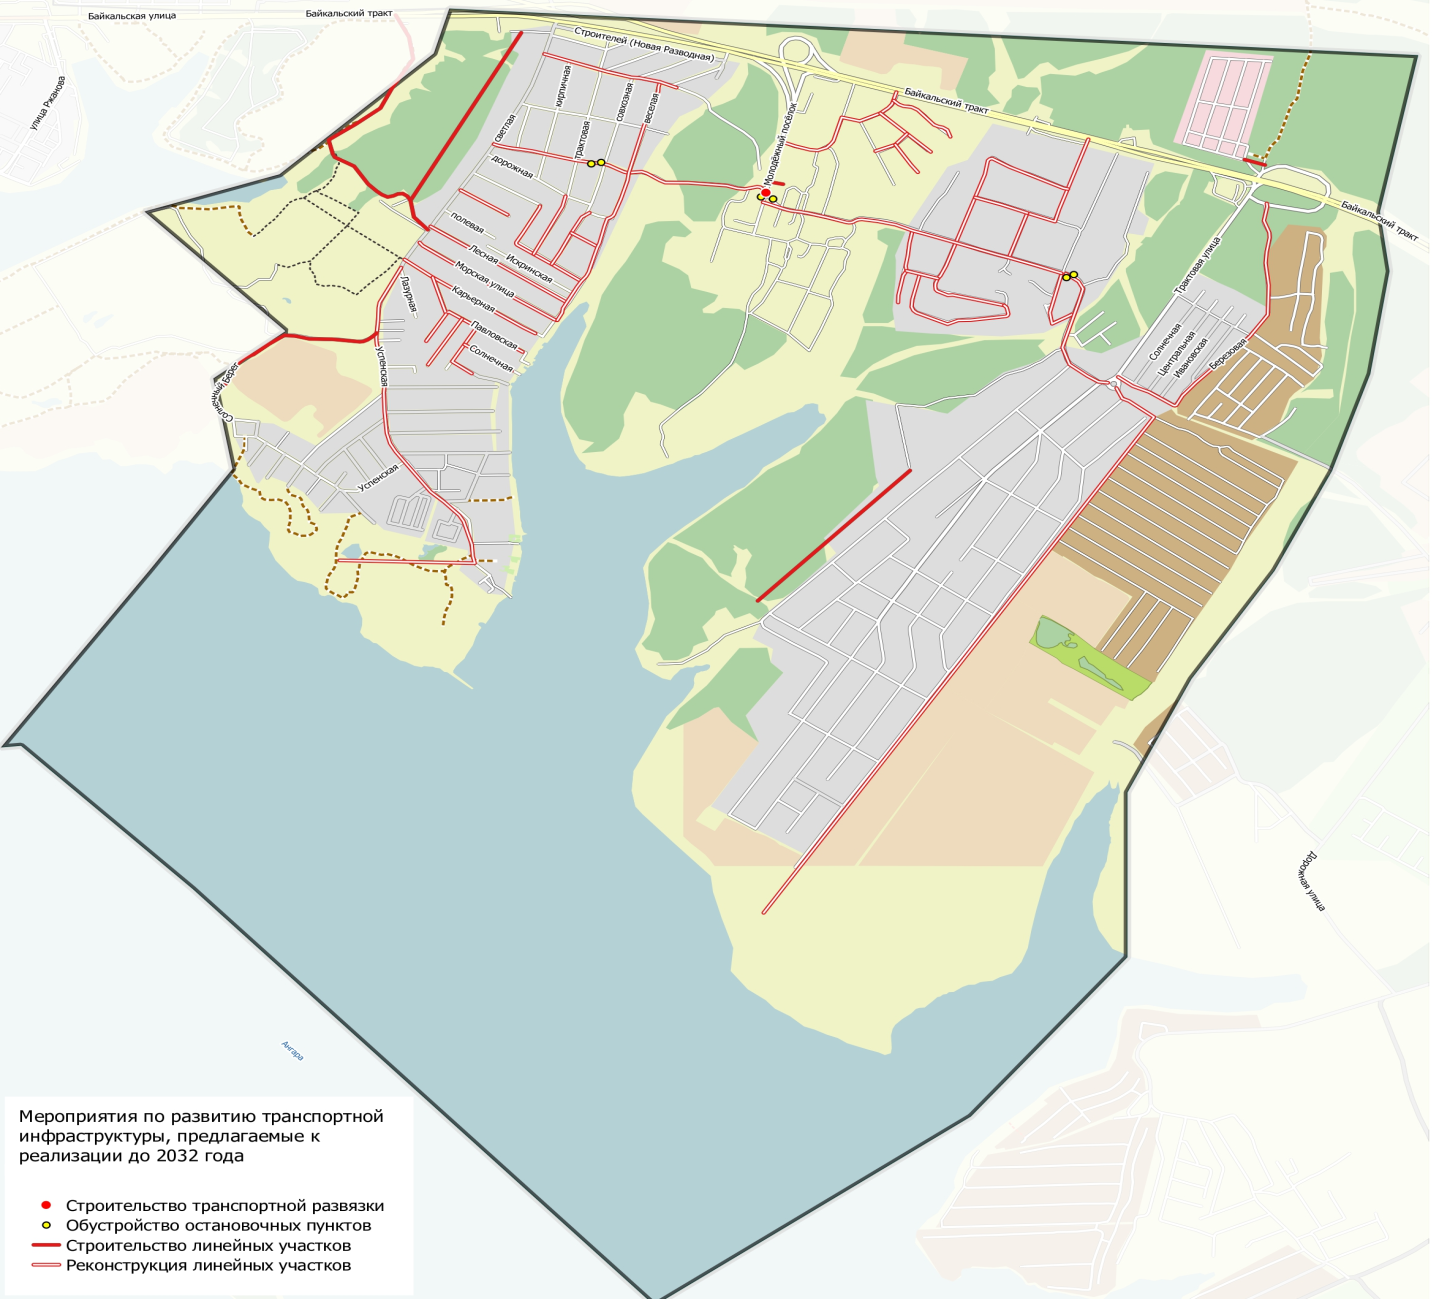 Байкальская улица
Байкальский тракт
Строителей (Новая Разводная)
улица Ржанова
кирпичная
совхозная
веселая
Байкальский тракт
светлая
трактовая
Молодёжный посёлок
дорожная
Байкальский тракт
полевая
Лесная
Искринская
Трактовая улица
Морская улица
Лазурная
Карьерная
Павловская
Солнечная
Солнечная
Центральная
Ивановская
Березовая
Успенская
Солнечный Берег
Успенская
Дорожная улица
Ангара
Мероприятия по развитию транспортной
инфраструктуры, предлагаемые к
реализации до 2032 года
Строительство транспортной развязки
Обустройство остановочных пунктов
Строительство линейных участков
Реконструкция линейных участков